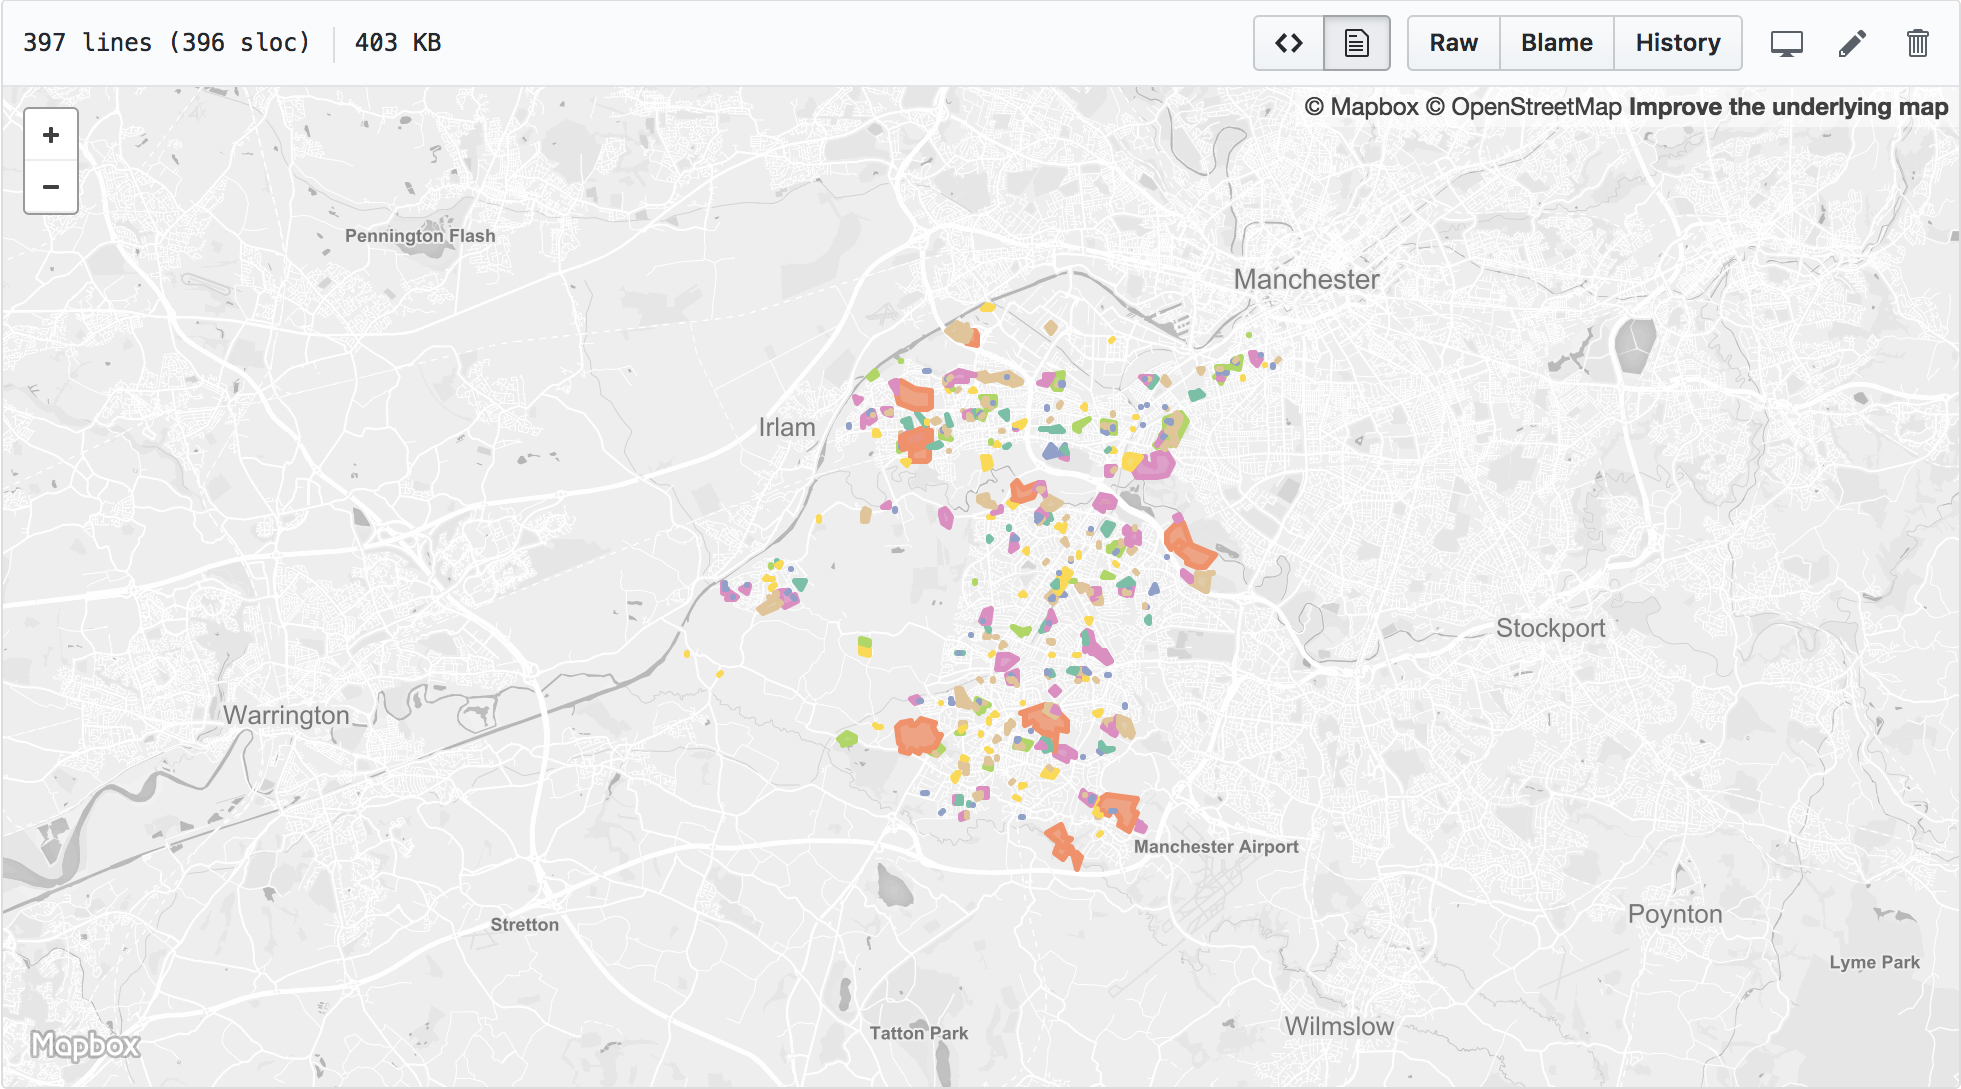 397 lines (396 sloc) 403 KB Raw Blame History
© Mapbox © OpenStreetMap Improve the underlying map
+
−
Pennington Flash
Manchester
Irlam
Stockport
Warrington
Manchester Airport
Stretton
Poynton
Lyme Park
Wilmslow
Tatton Park
Mapbox